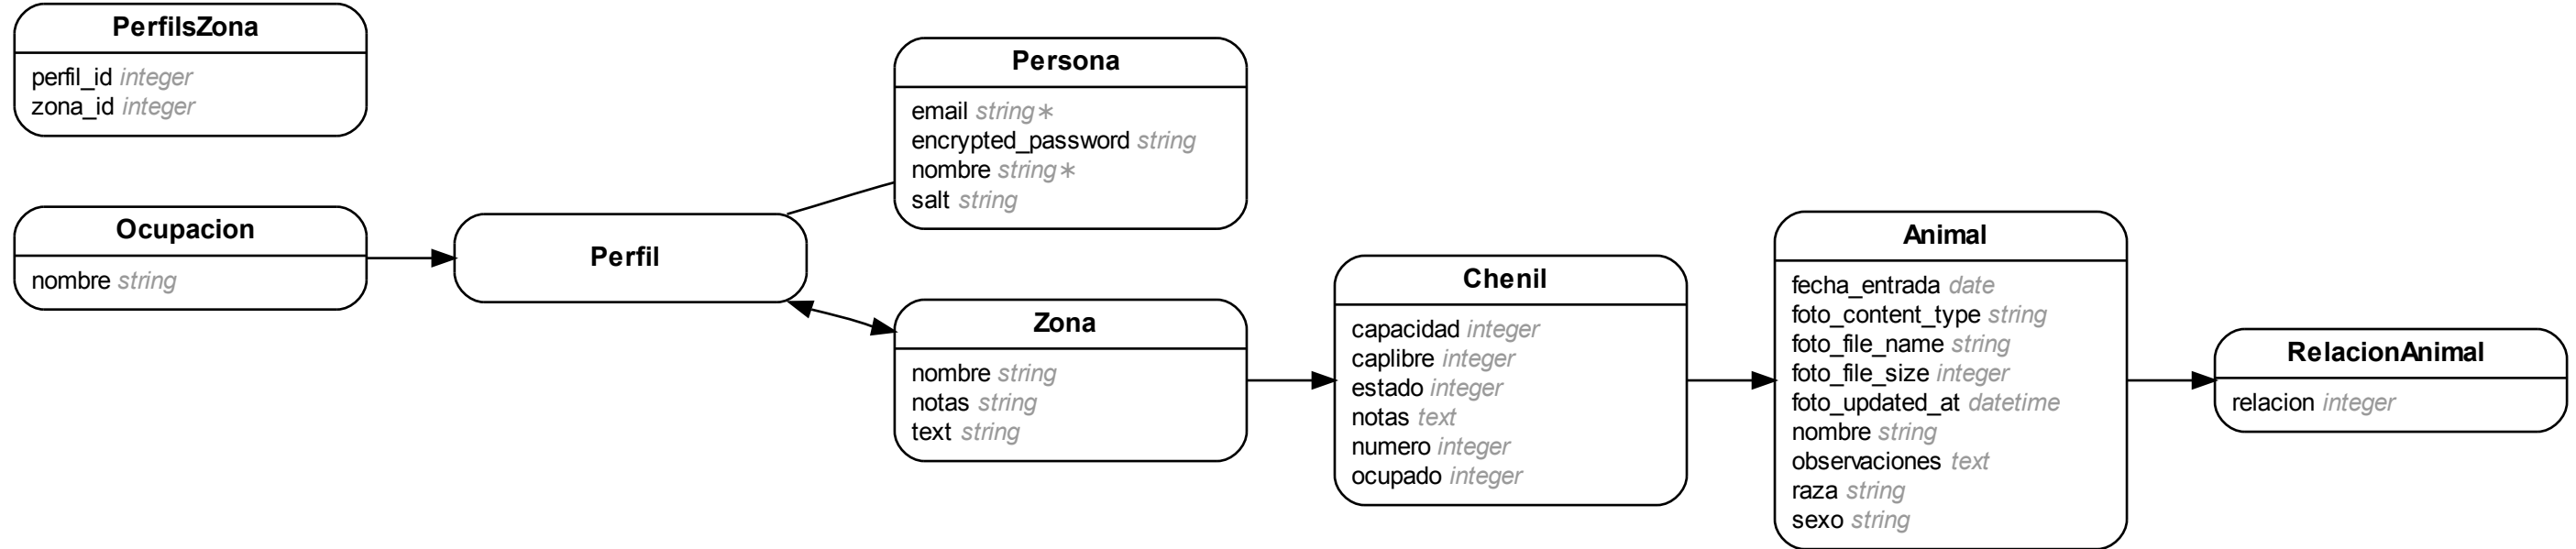 PerfilsZona
perfil_id integer
zona_id integer
Ocupacion
nombre string
Perfil
Persona
email string∗
encrypted_password string
nombre string∗
salt string
Zona
nombre string
notas string
text string
Chenil
capacidad integer
caplibre integer
estado integer
notas text
numero integer
ocupado integer
Animal
fecha_entrada date
foto_content_type string
foto_file_name string
foto_file_size integer
foto_updated_at datetime
nombre string
observaciones text
raza string
sexo string
RelacionAnimal
relacion integer